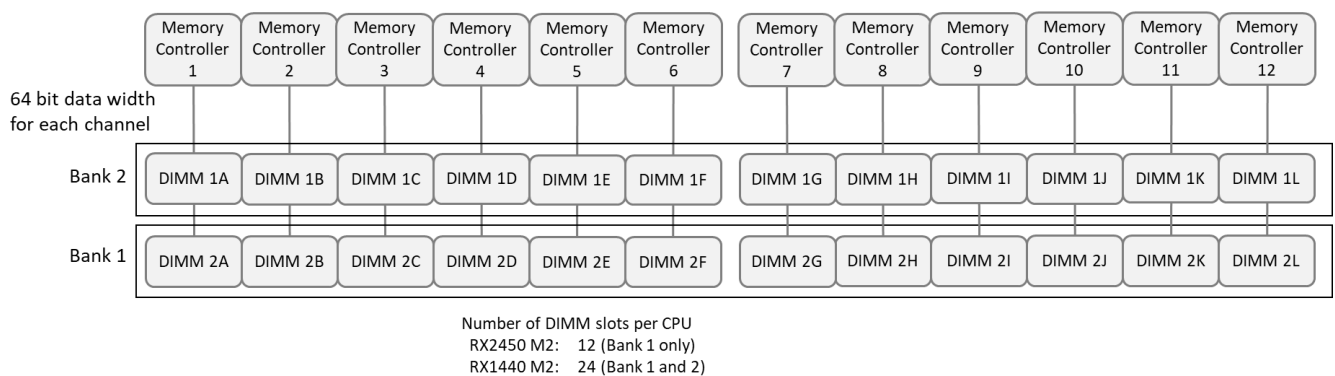 Memory Controller 1
Memory Controller 2
Memory Controller 3
Memory Controller 4
Memory Controller 5
Memory Controller 6
Memory Controller 7
Memory Controller 8
Memory Controller 9
Memory Controller 10
Memory Controller 11
Memory Controller 12
64 bit data width
for each channel
Bank 2 DIMM 1A DIMM 1B DIMM 1C DIMM 1D DIMM 1E DIMM 1F DIMM 1G DIMM 1H DIMM 1I DIMM 1J DIMM 1K DIMM 1L
Bank 1 DIMM 2A DIMM 2B DIMM 2C DIMM 2D DIMM 2E DIMM 2F DIMM 2G DIMM 2H DIMM 2I DIMM 2J DIMM 2K DIMM 2L
Number of DIMM slots per CPU
RX2450 M2: 12 (Bank 1 only)
RX1440 M2: 24 (Bank 1 and 2)